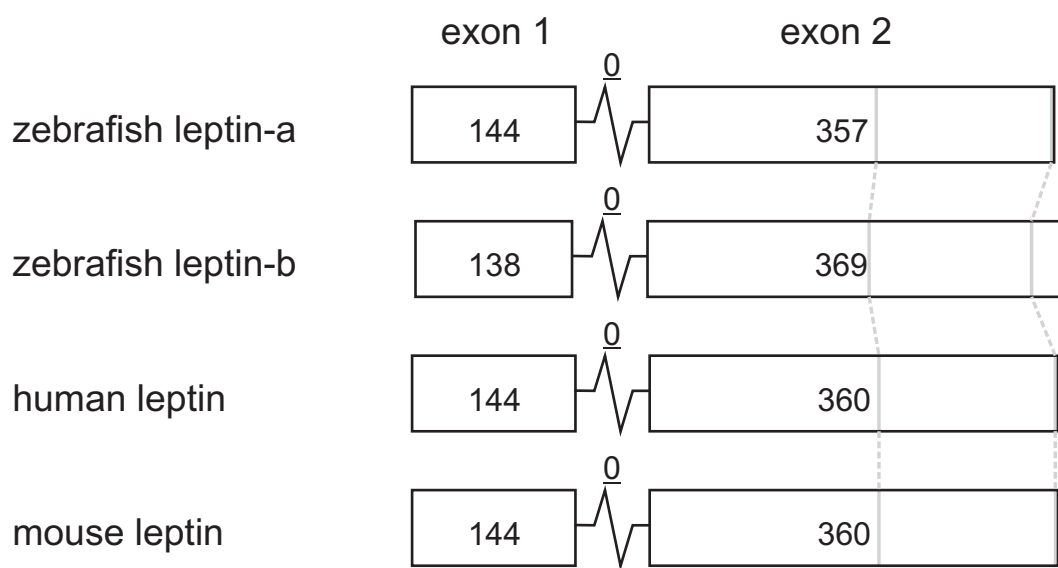 exon 1 exon 2
0
zebrafish leptin-a 144 357
0
zebrafish leptin-b 138 369
0
human leptin 144 360
0
mouse leptin 144 360